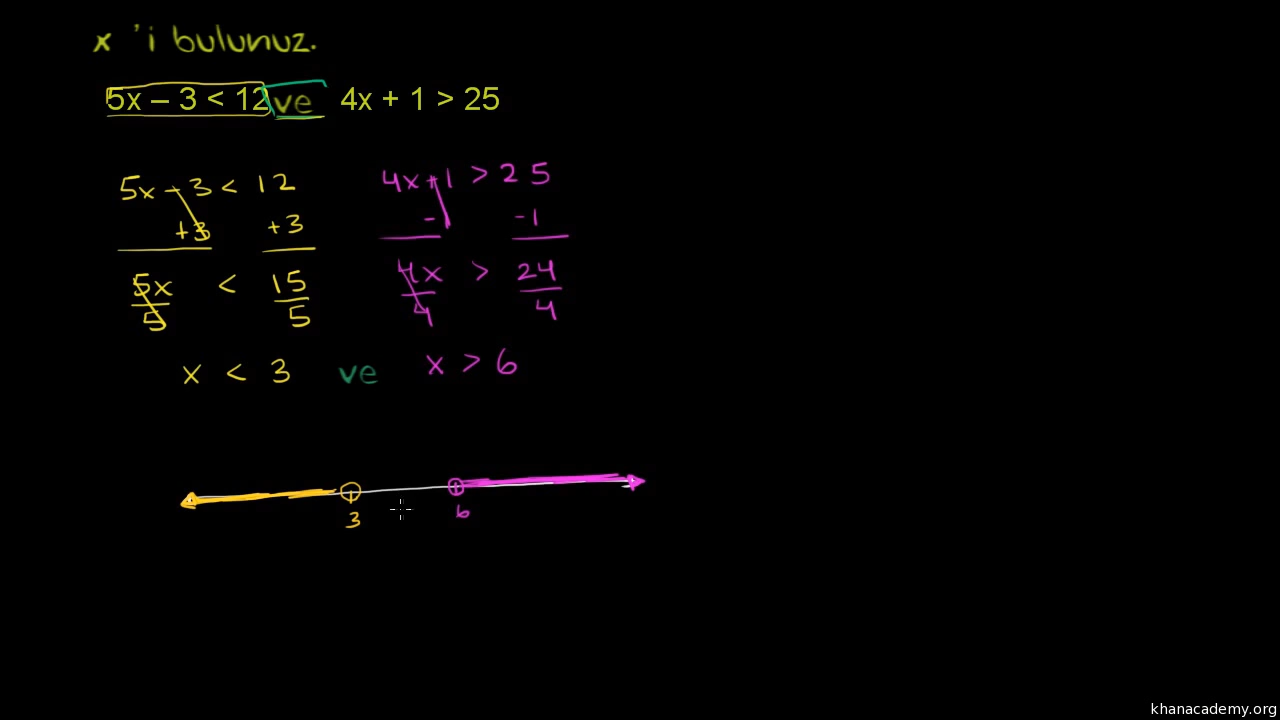 x 'i bulunuz.
5x – 3 < 12 ve 4x + 1 > 25
5x - 3 < 12 4x+1 > 25
+3 +3 -1 -1
5x < 15 4x > 24
5 5 4 4
x < 3 ve x > 6
3 6
khanacademy.org